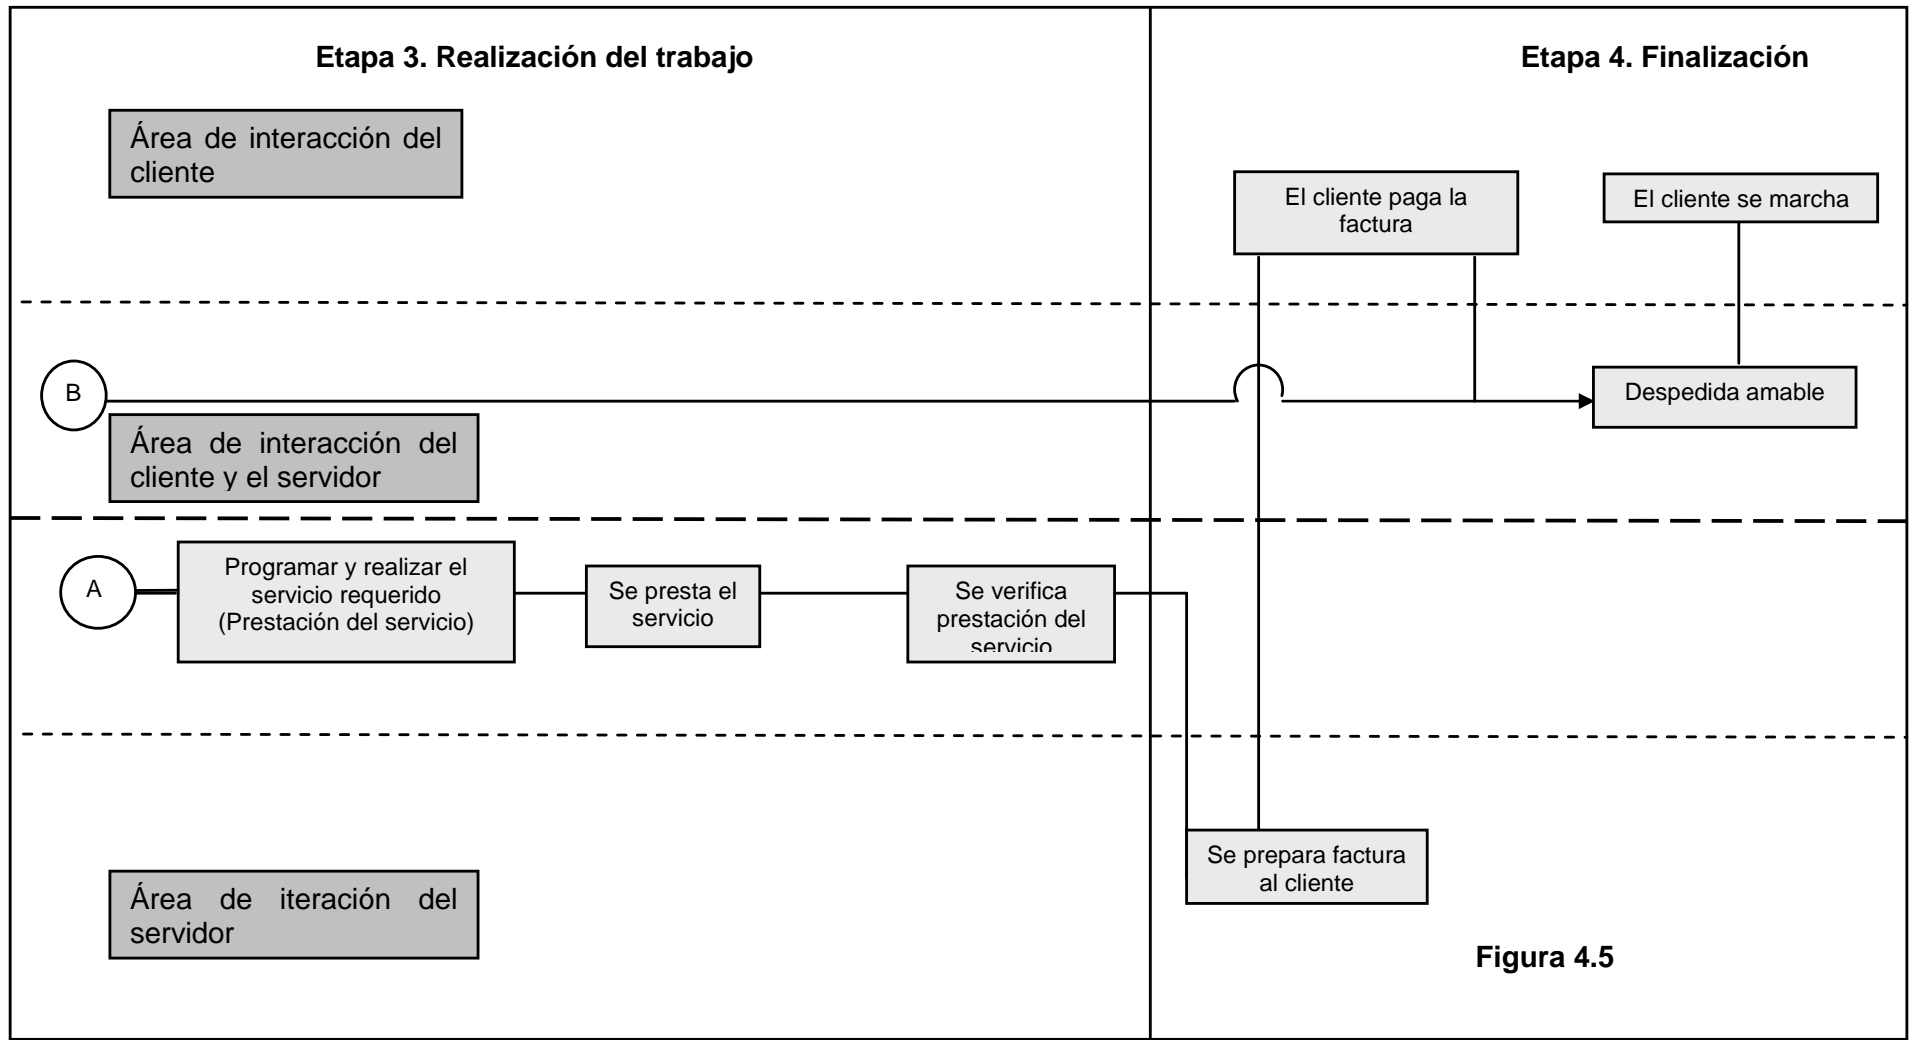 Etapa 3. Realización del trabajo
Etapa 4. Finalización
Área de interacción del
cliente
El cliente paga la
factura
El cliente se marcha
B
Despedida amable
Área de interacción del
cliente y el servidor
A
Programar y realizar el
servicio requerido
(Prestación del servicio)
Se presta el
servicio
Se verifica
prestación del
servicio
Se prepara factura
al cliente
Área de iteración del
servidor
Figura 4.5